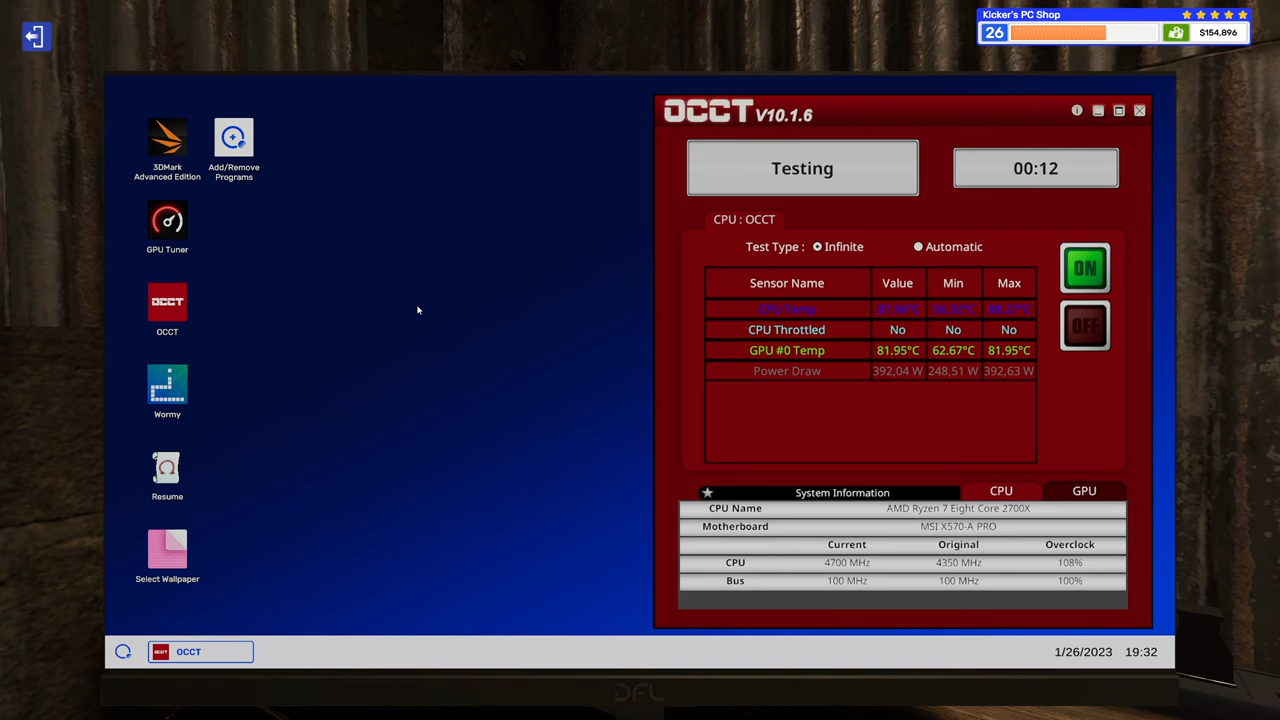 Kicker's PC Shop
26
$154,896
3DMark
Advanced Edition
Add/Remove
Programs
GPU Tuner
OCCT
OCCT
Wormy
Resume
Select Wallpaper
OCCT V10.1.6
Testing
00:12
CPU : OCCT
Test Type : Infinite Automatic
ON
OFF
Sensor Name Value Min Max
CPU Temp
CPU Throttled No No No
GPU #0 Temp 81.95°C 62.67°C 81.95°C
Power Draw 392,04 W 248,51 W 392,63 W
System Information CPU GPU
CPU Name AMD Ryzen 7 Eight Core 2700X
Motherboard MSI X570-A PRO
Current Original Overclock
CPU 4700 MHz 4350 MHz 108%
Bus 100 MHz 100 MHz 100%
OCCT OCCT
1/26/2023 19:32
DFL